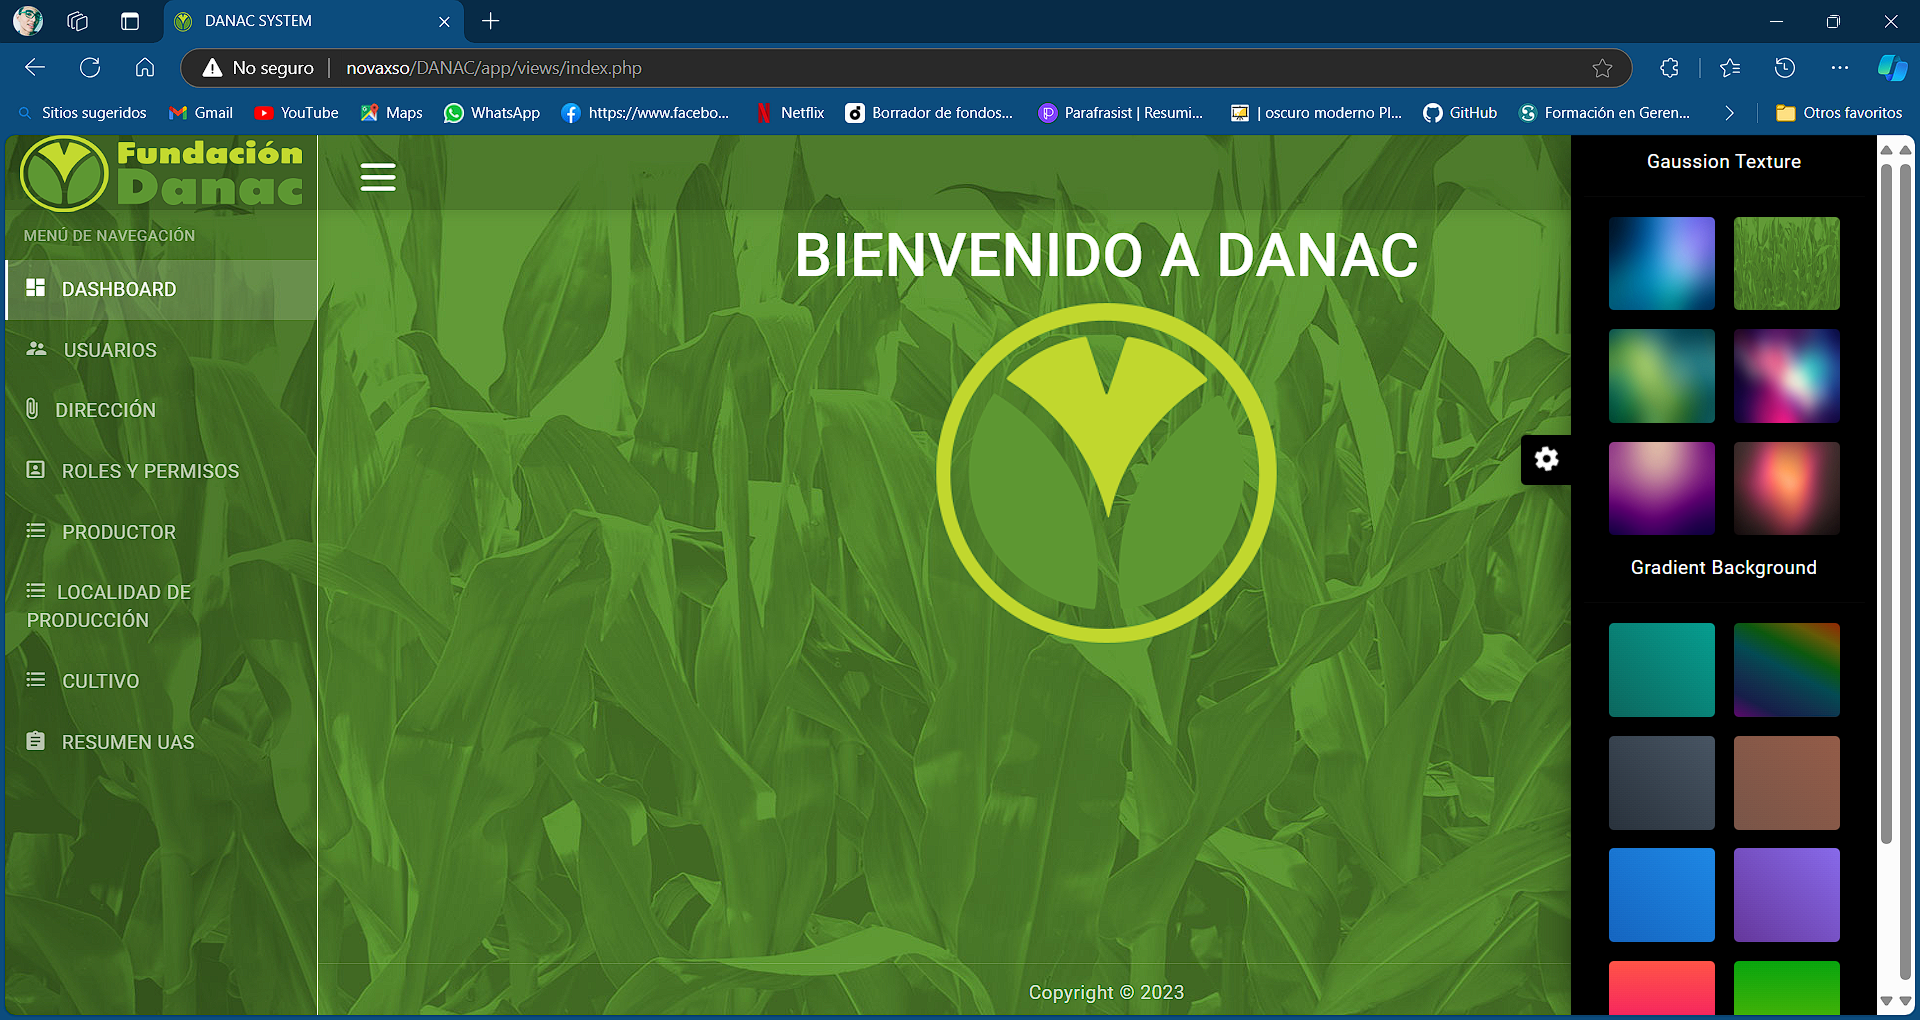 DANAC SYSTEM
No seguro
novaxso/DANAC/app/views/index.php
Sitios sugeridos
Gmail
YouTube
Maps
WhatsApp
https://www.facebo...
Netflix
Borrador de fondos...
Parafrasist | Resumi...
| oscuro moderno Pl...
GitHub
Formación en Geren...
Otros favoritos
Fundación
Danac
MENÚ DE NAVEGACIÓN
DASHBOARD
USUARIOS
DIRECCIÓN
ROLES Y PERMISOS
PRODUCTOR
LOCALIDAD DE
PRODUCCIÓN
CULTIVO
RESUMEN UAS
BIENVENIDO A DANAC
Copyright © 2023
Gaussion Texture
Gradient Background